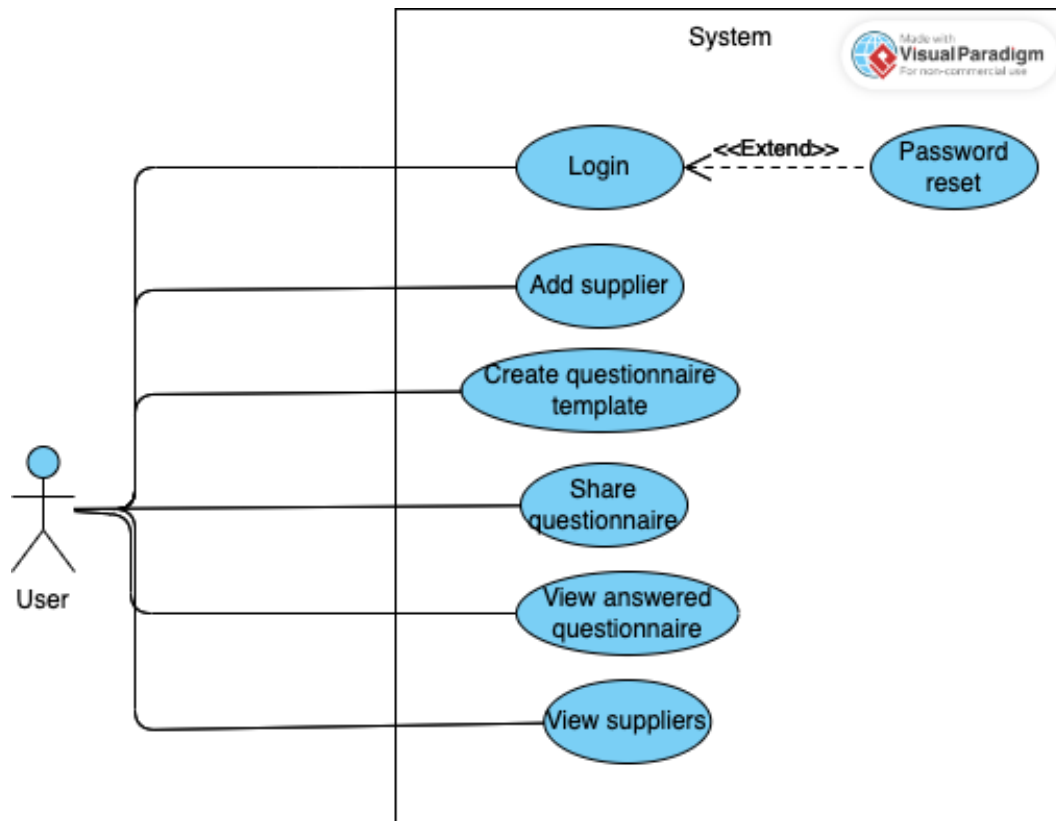 System
Made with
Visual Paradigm
For non-commercial use
Login
<<Extend>>
Password
reset
Add supplier
Create questionnaire
template
Share
questionnaire
User
View answered
questionnaire
View suppliers